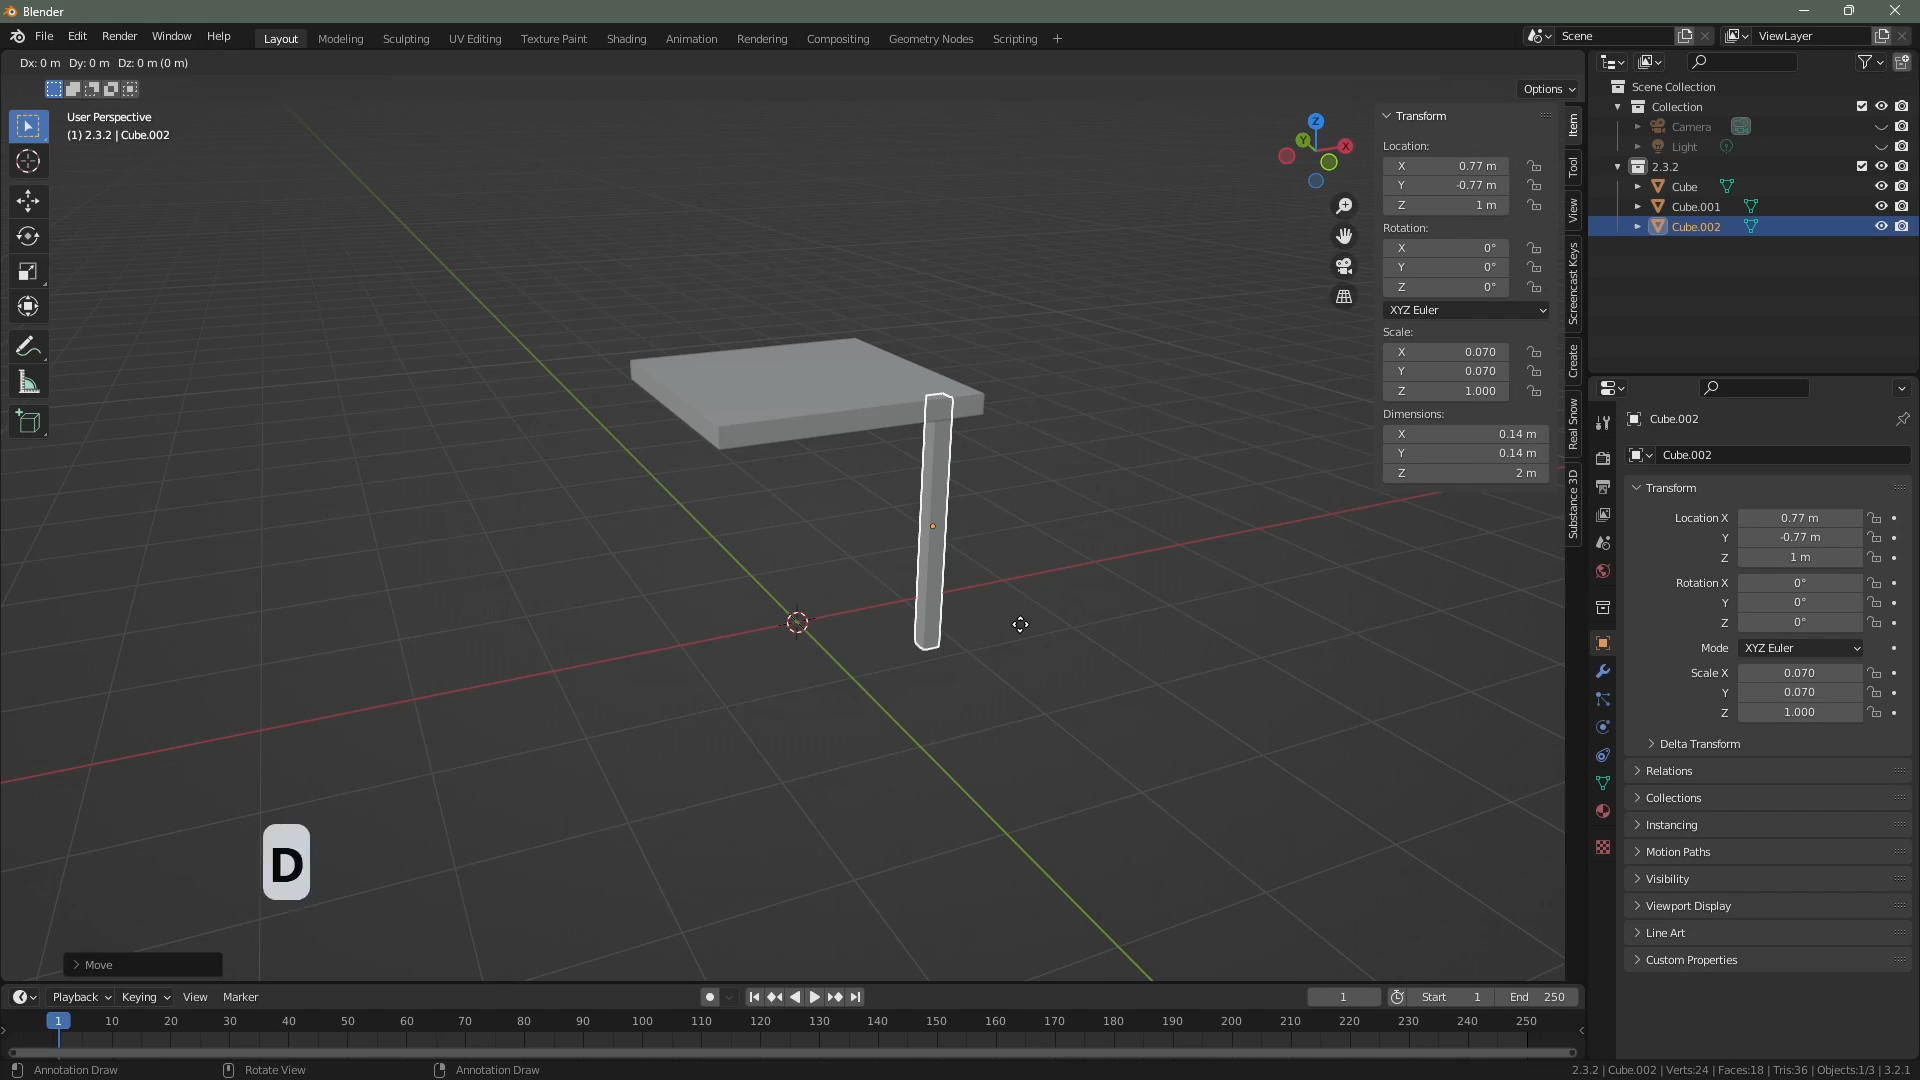 Blender
File Edit Render Window Help Layout Modeling Sculpting UV Editing Texture Paint Shading Animation Rendering Compositing Geometry Nodes Scripting + Scene ViewLayer
Dx: 0 m Dy: 0 m Dz: 0 m (0 m)
Options
User Perspective
(1) 2.3.2 | Cube.002
Z
Y
X
Transform
Location:
X 0.77 m
Y -0.77 m
Z 1 m
Rotation:
X 0°
Y 0°
Z 0°
XYZ Euler
Scale:
X 0.070
Y 0.070
Z 1.000
Dimensions:
X 0.14 m
Y 0.14 m
Z 2 m
Item
Tool
View
Screencast Keys
Create
Real Snow
Substance 3D
Scene Collection
Collection
Camera
Light
2.3.2
Cube
Cube.001
Cube.002
Cube.002
Cube.002
Transform
Location X 0.77 m
Y -0.77 m
Z 1 m
Rotation X 0°
Y 0°
Z 0°
Mode XYZ Euler
Scale X 0.070
Y 0.070
Z 1.000
Delta Transform
Relations
Collections
Instancing
Motion Paths
Visibility
Viewport Display
Line Art
Custom Properties
D
Move
Playback Keying View Marker 1 Start 1 End 250
1 10 20 30 40 50 60 70 80 90 100 110 120 130 140 150 160 170 180 190 200 210 220 230 240 250
Annotation Draw Rotate View Annotation Draw 2.3.2 | Cube.002 | Verts:24 | Faces:18 | Tris:36 | Objects:1/3 | 3.2.1